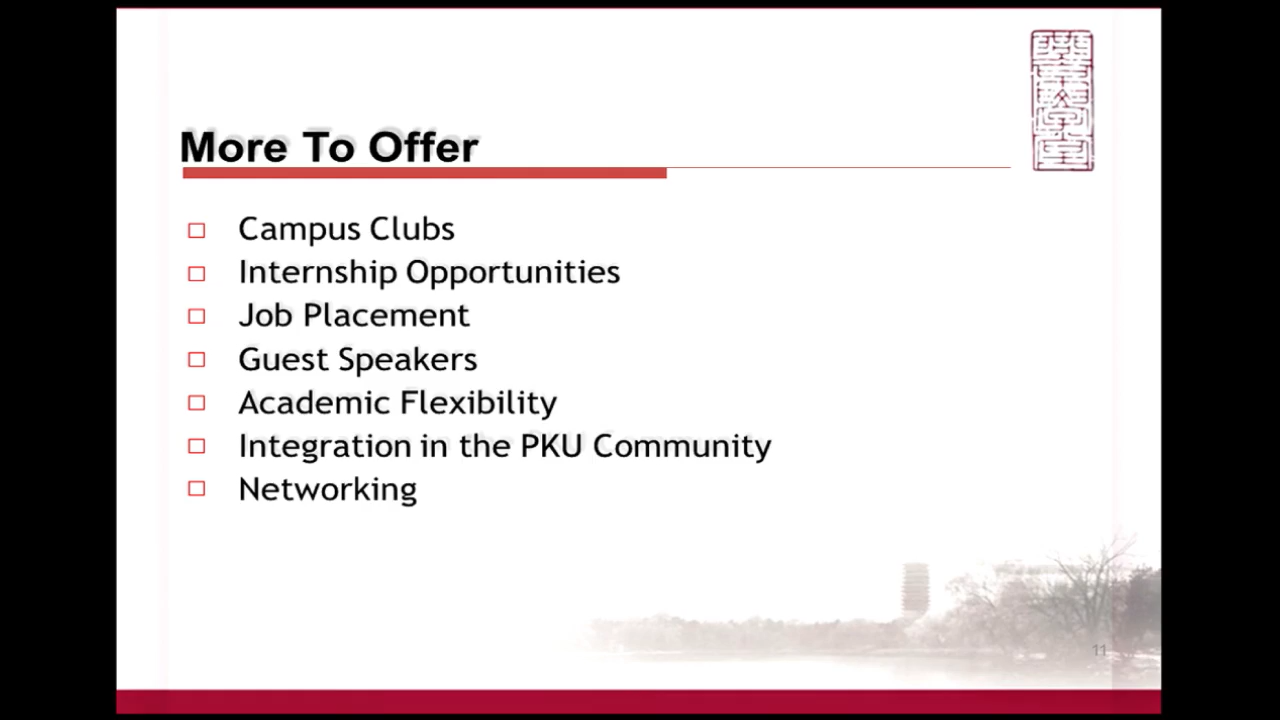 More To Offer
Campus Clubs
Internship Opportunities
Job Placement
Guest Speakers
Academic Flexibility
Integration in the PKU Community
Networking
11